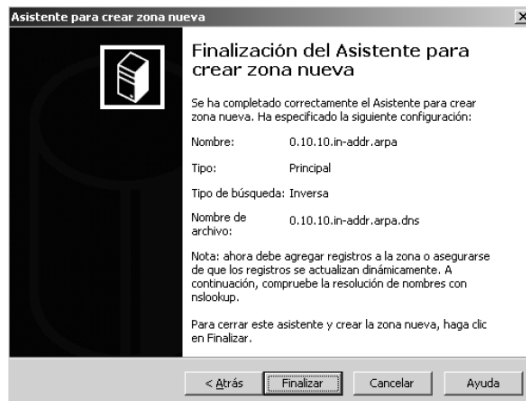 Asistente para crear zona nueva
Finalización del Asistente para
crear zona nueva
Se ha completado correctamente el Asistente para crear
zona nueva. Ha especificado la siguiente configuración:
Nombre: 0.10.10.in-addr.arpa
Tipo: Principal
Tipo de búsqueda: Inversa
Nombre de
archivo: 0.10.10.in-addr.arpa.dns
Nota: ahora debe agregar registros a la zona o asegurarse
de que los registros se actualizan dinámicamente. A
continuación, compruebe la resolución de nombres con
nslookup.
Para cerrar este asistente y crear la zona nueva, haga clic
en Finalizar.
< Atrás Finalizar Cancelar Ayuda